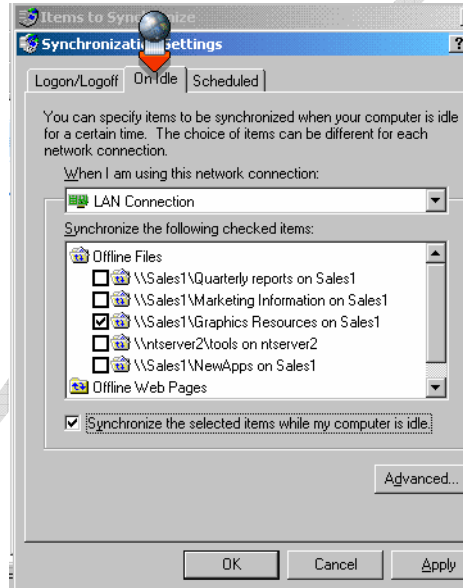 Items to Synchronize
Synchronization Settings
?
Logon/Logoff
On Idle
Scheduled
You can specify items to be synchronized when your computer is idle
for a certain time. The choice of items can be different for each
network connection.
When I am using this network connection:
LAN Connection
Synchronize the following checked items:
Offline Files
\\Sales1\Quarterly reports on Sales1
\\Sales1\Marketing Information on Sales1
\\Sales1\Graphics Resources on Sales1
\\ntserver2\tools on ntserver2
\\Sales1\NewApps on Sales1
Offline Web Pages
Synchronize the selected items while my computer is idle.
Advanced...
OK
Cancel
Apply